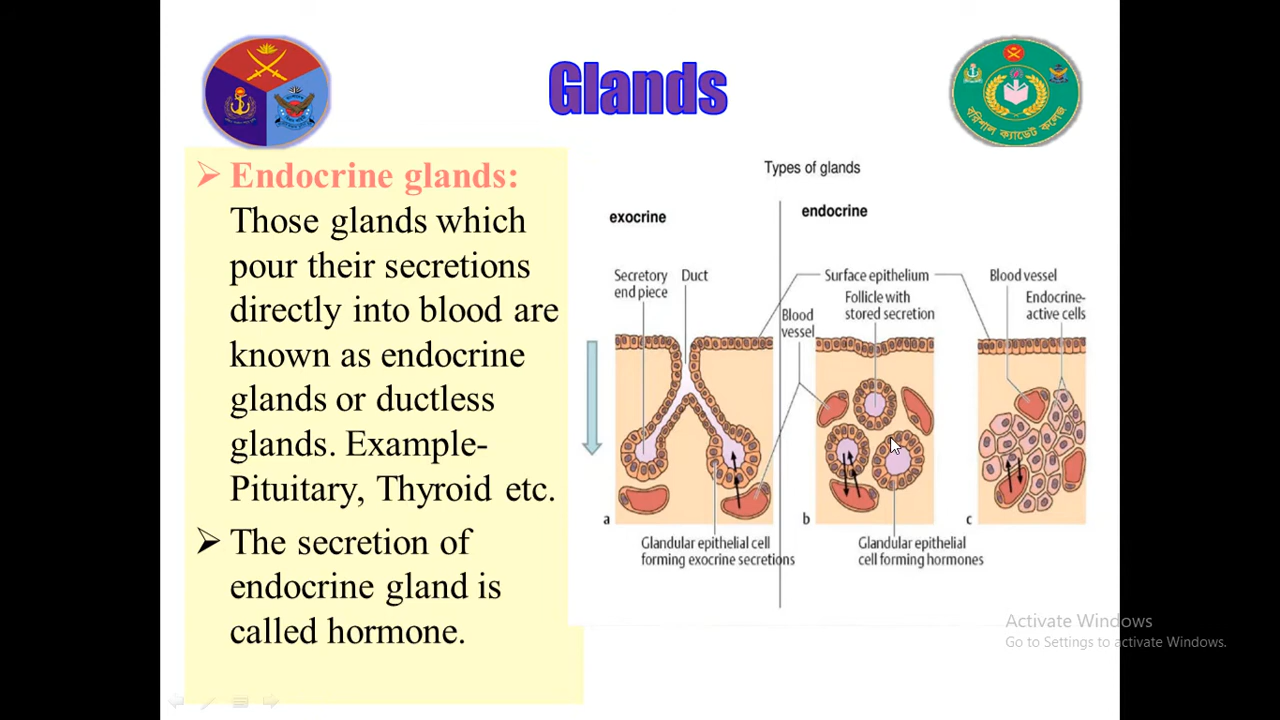 Glands
বরিশাল ক্যাডেট কলেজ
Endocrine glands:
Those glands which
pour their secretions
directly into blood are
known as endocrine
glands or ductless
glands. Example-
Pituitary, Thyroid etc.
The secretion of
endocrine gland is
called hormone.
Types of glands
exocrine
endocrine
Secretory
end piece
Duct
Surface epithelium
Blood vessel
Follicle with
stored secretion
Endocrine-
active cells
Blood
vessel
a
b
c
Glandular epithelial cell
forming exocrine secretions
Glandular epithelial
cell forming hormones
Activate Windows
Go to Settings to activate Windows.